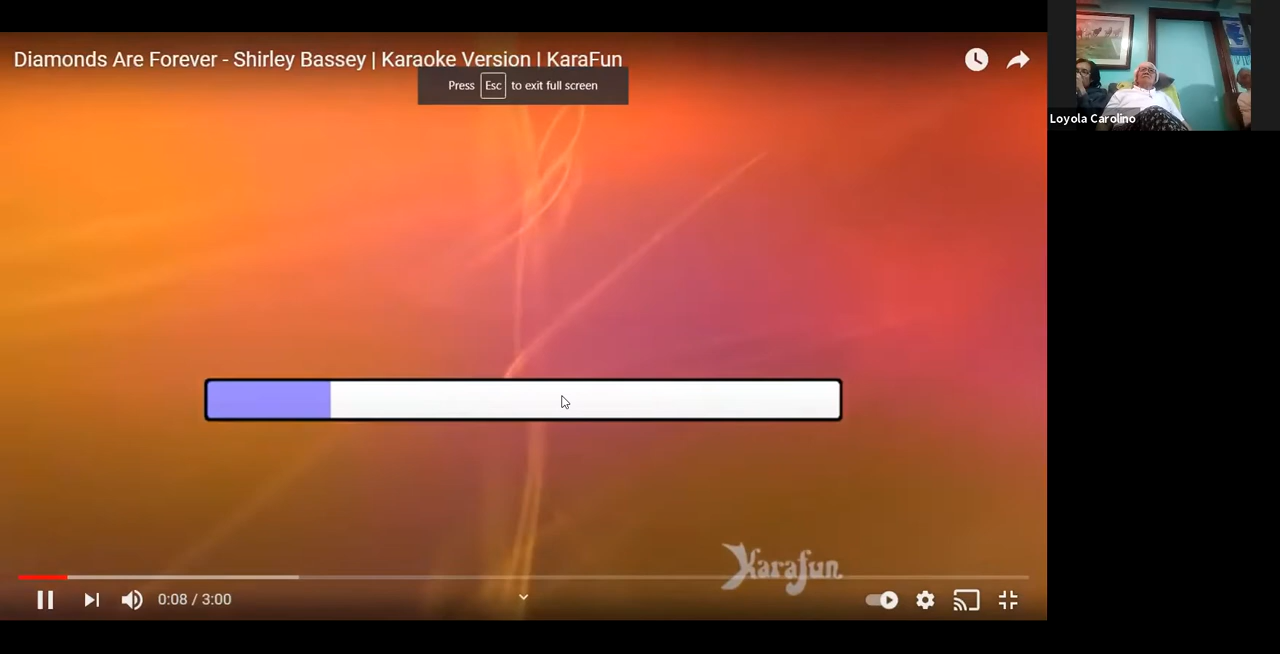 Diamonds Are Forever - Shirley Bassey | Karaoke Version | KaraFun
Press Esc to exit full screen
Loyola Carolino
Karafun
0:08 / 3:00